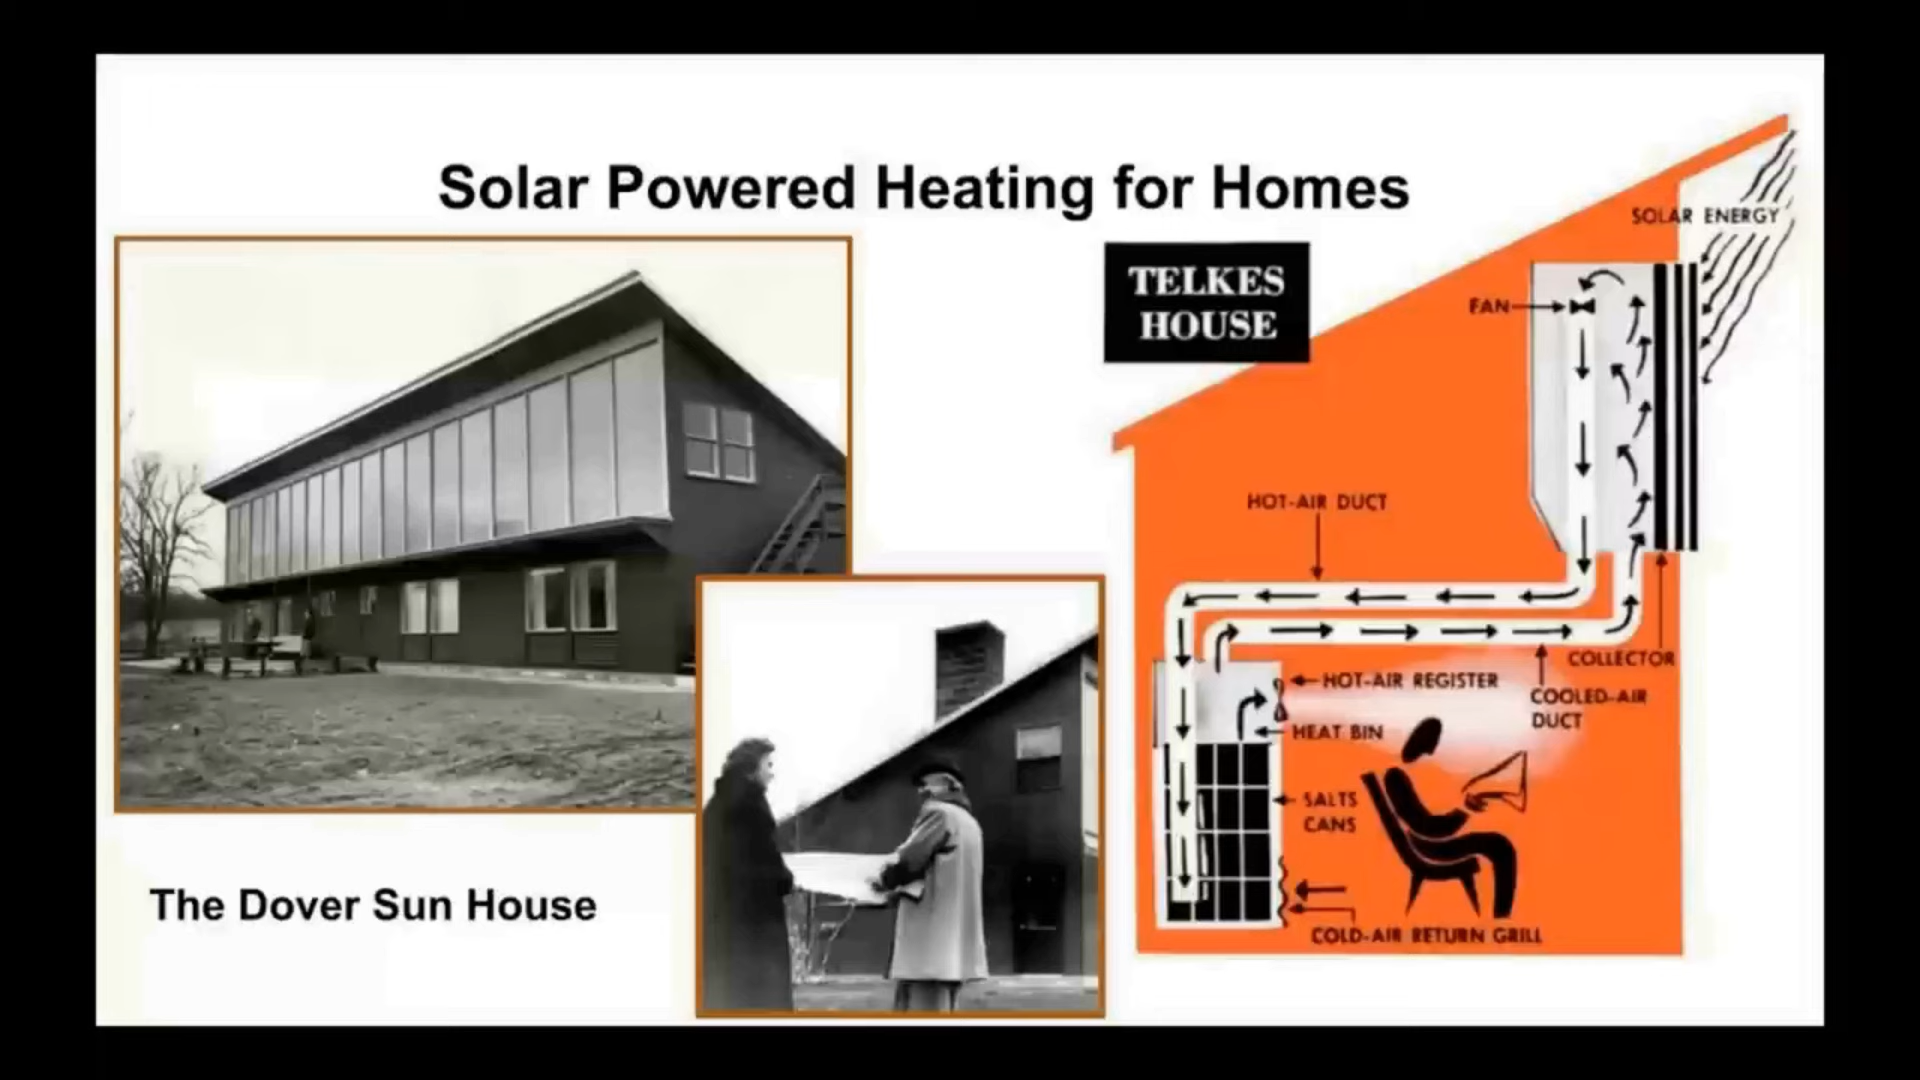 Solar Powered Heating for Homes
TELKES
HOUSE
SOLAR ENERGY
FAN
HOT-AIR DUCT
COLLECTOR
HOT-AIR REGISTER
COOLED-AIR
DUCT
HEAT BIN
SALTS
CANS
COLD-AIR RETURN GRILL
The Dover Sun House